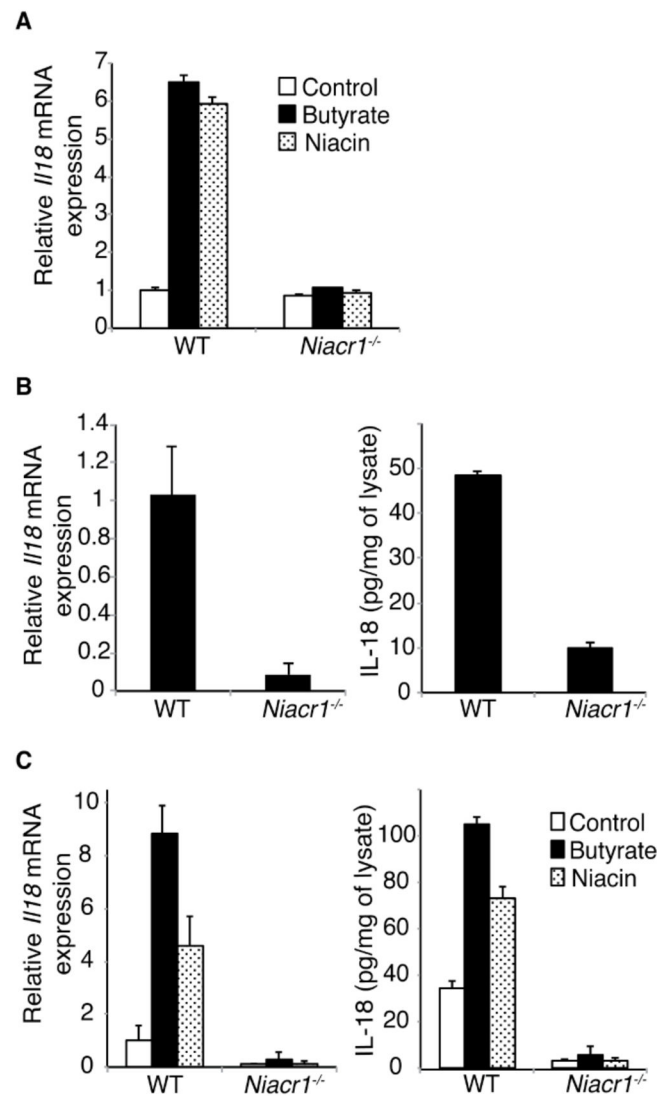 A
Relative Il18 mRNA
expression
7
6
5
4
3
2
1
0
Control
Butyrate
Niacin
WT
Niacr1-/-
B
Relative Il18 mRNA
expression
1.4
1.2
1
0.8
0.6
0.4
0.2
0
WT
Niacr1-/-
IL-18 (pg/mg of lysate)
50
40
30
20
10
0
WT
Niacr1-/-
C
Relative Il18 mRNA
expression
10
8
6
4
2
0
WT
Niacr1-/-
IL-18 (pg/mg of lysate)
100
80
60
40
20
0
Control
Butyrate
Niacin
WT
Niacr1-/-